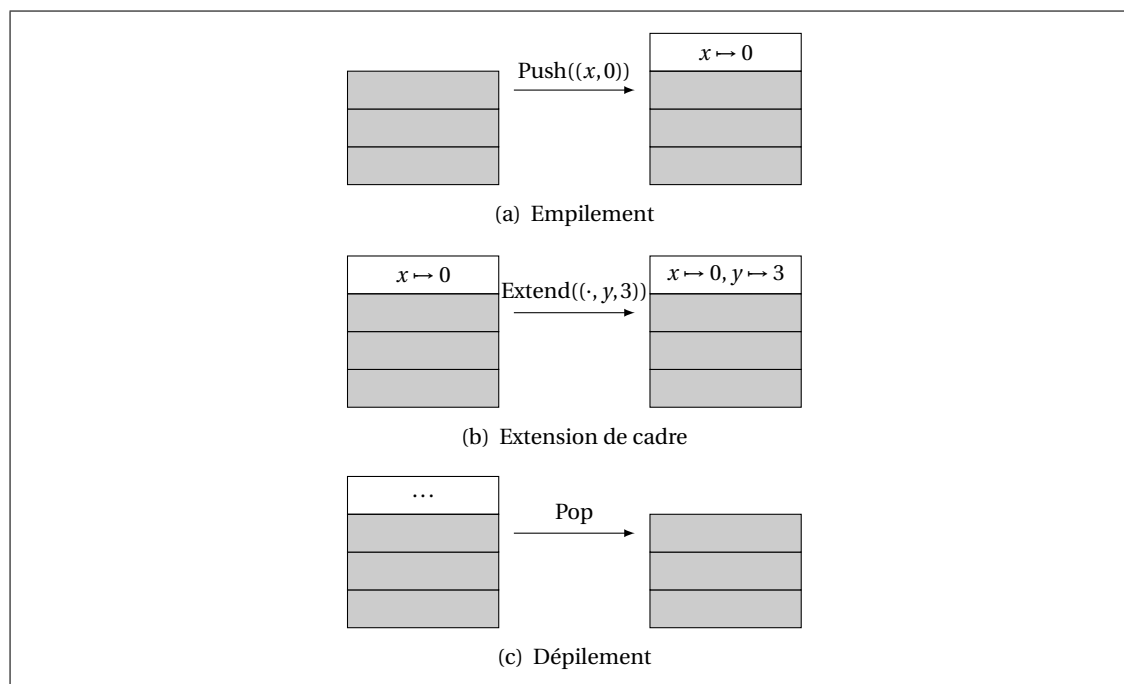 x ↦ 0
Push((x, 0))
(a) Empilement
x ↦ 0
Extend((·, y, 3))
x ↦ 0, y ↦ 3
(b) Extension de cadre
···
Pop
(c) Dépilement